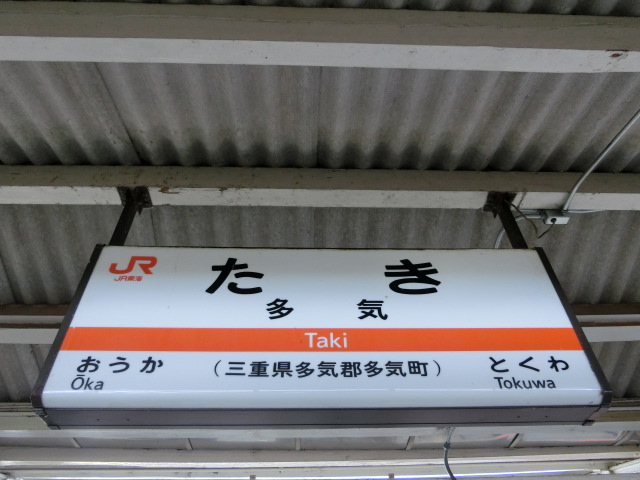 JR
JR東海
たき
多気
Taki
おうか
Ōka
(三重県多気郡多気町)
とくわ
Tokuwa